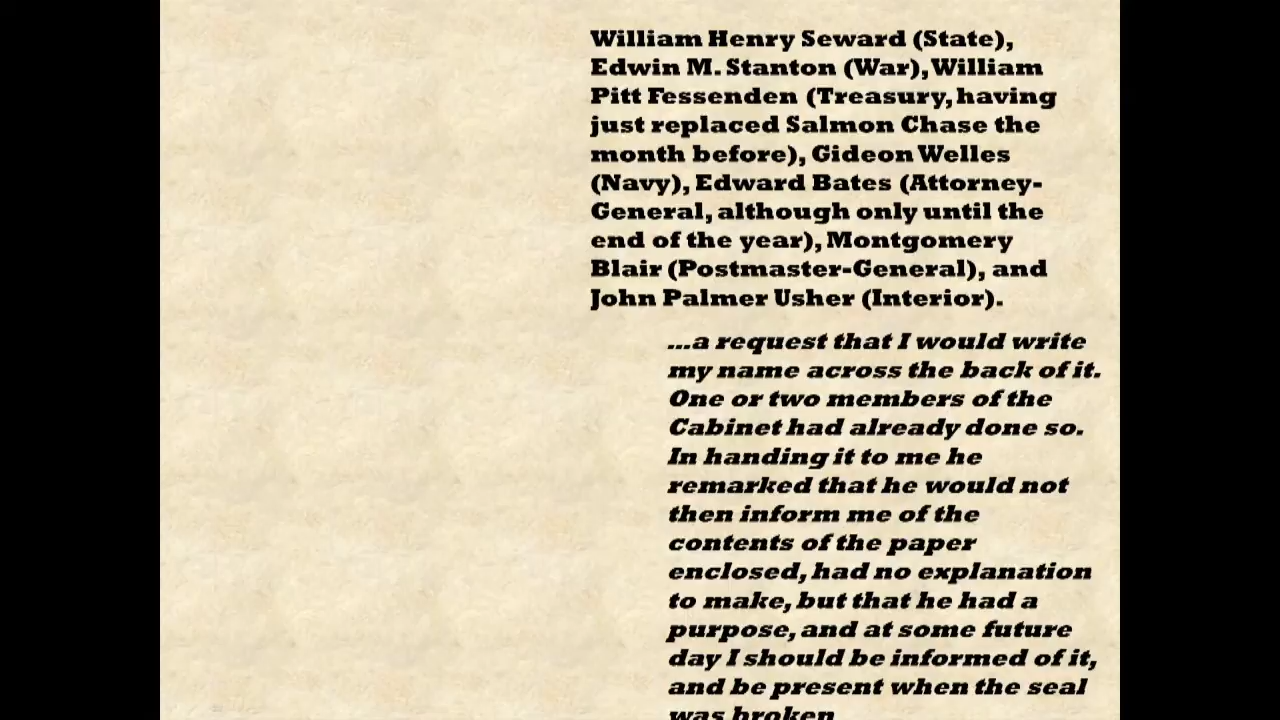 William Henry Seward (State),
Edwin M. Stanton (War), William
Pitt Fessenden (Treasury, having
just replaced Salmon Chase the
month before), Gideon Welles
(Navy), Edward Bates (Attorney-
General, although only until the
end of the year), Montgomery
Blair (Postmaster-General), and
John Palmer Usher (Interior).
...a request that I would write
my name across the back of it.
One or two members of the
Cabinet had already done so.
In handing it to me he
remarked that he would not
then inform me of the
contents of the paper
enclosed, had no explanation
to make, but that he had a
purpose, and at some future
day I should be informed of it,
and be present when the seal
was broken